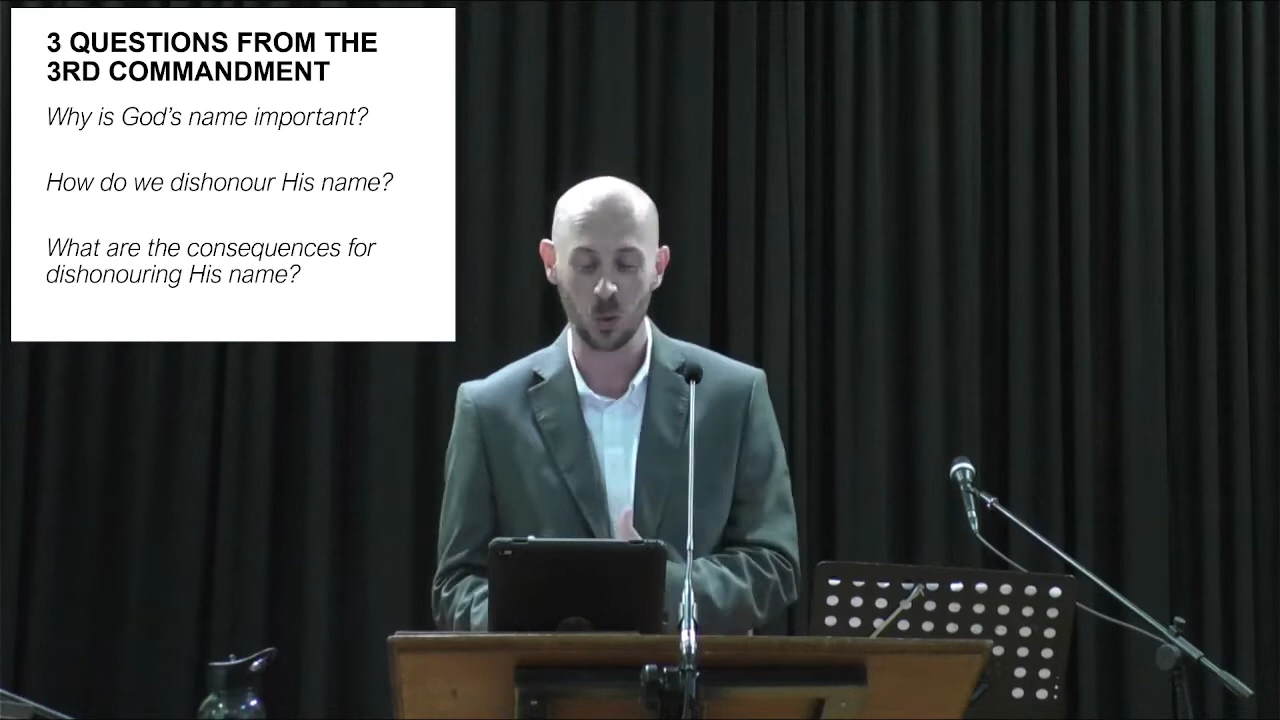 3 QUESTIONS FROM THE
3RD COMMANDMENT
Why is God’s name important?
How do we dishonour His name?
What are the consequences for
dishonouring His name?